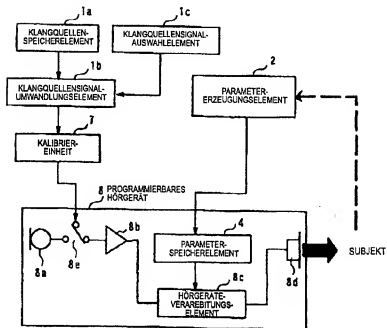 1a
1c
KLANGQUELLEN-
SPEICHERELEMENT
KLANGQUELLENSIGNAL-
AUSWAHLELEMENT
1b
2
KLANGQUELLENSIGNAL-
UMWANDLUNGSELEMENT
PARAMETER-
ERZEUGUNGSELEMENT
7
KALIBRIER-
EINHEIT
8 PROGRAMMIERBARES
HÖRGERÄT
8b
4
8a
8e
PARAMETER-
SPEICHERELEMENT
8c
8d
SUBJEKT
HÖRGERÄTE-
VERAREBITUNGS-
ELEMENT